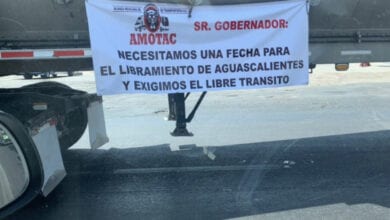 AMOTAC
SR. GOBERNADOR:
NECESITAMOS UNA FECHA PARA
EL LIBRAMIENTO DE AGUASCALIENTES
Y EXIGIMOS EL LIBRE TRANSITO